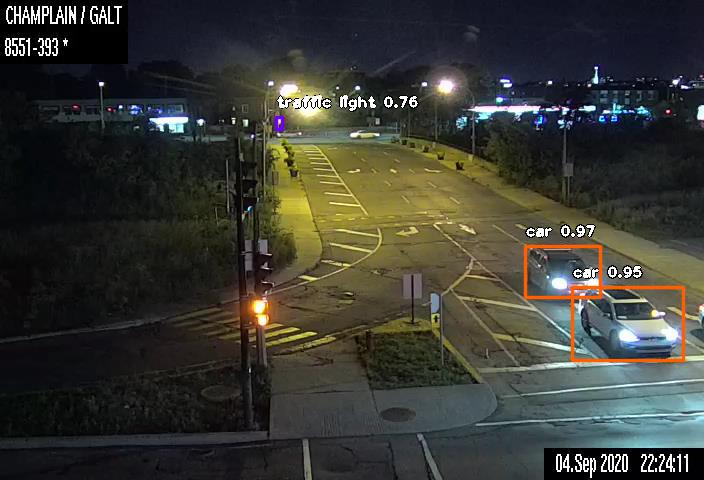 CHAMPLAIN / GALT
8551-393 *
traffic light 0.76
car 0.97
car 0.95
04.Sep 2020 22:24:11